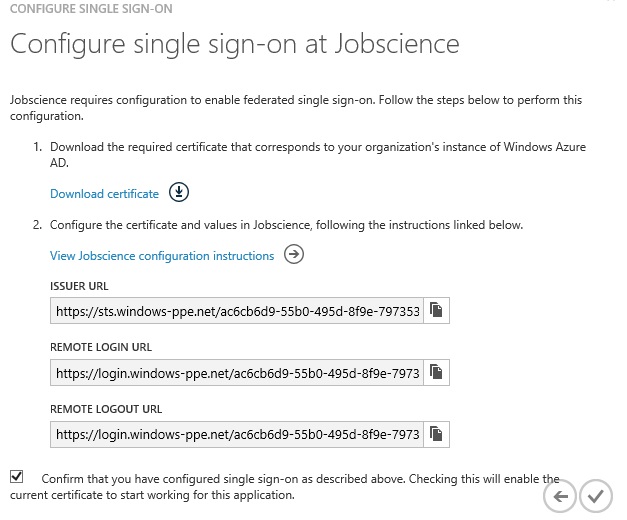 CONFIGURE SINGLE SIGN-ON
Configure single sign-on at Jobscience
Jobscience requires configuration to enable federated single sign-on. Follow the steps below to perform this
configuration.
1. Download the required certificate that corresponds to your organization's instance of Windows Azure
AD.
Download certificate
2. Configure the certificate and values in Jobscience, following the instructions linked below.
View Jobscience configuration instructions
ISSUER URL
https://sts.windows-ppe.net/ac6cb6d9-55b0-495d-8f9e-797353
REMOTE LOGIN URL
https://login.windows-ppe.net/ac6cb6d9-55b0-495d-8f9e-7973
REMOTE LOGOUT URL
https://login.windows-ppe.net/ac6cb6d9-55b0-495d-8f9e-7973
Confirm that you have configured single sign-on as described above. Checking this will enable the
current certificate to start working for this application.